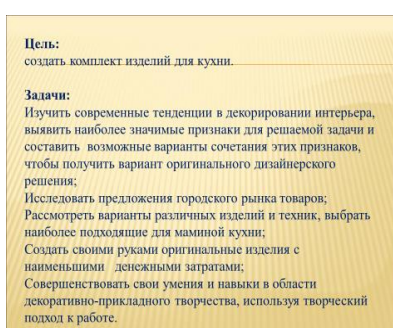 Цель:
создать комплект изделий для кухни.
Задачи:
Изучить современные тенденции в декорировании интерьера,
выявить наиболее значимые признаки для решаемой задачи и
составить возможные варианты сочетания этих признаков,
чтобы получить вариант оригинального дизайнерского
решения;
Исследовать предложения городского рынка товаров;
Рассмотреть варианты различных изделий и техник, выбрать
наиболее подходящие для маминой кухни;
Создать своими руками оригинальные изделия с
наименьшими денежными затратами;
Совершенствовать свои умения и навыки в области
декоративно-прикладного творчества, используя творческий
подход к работе.